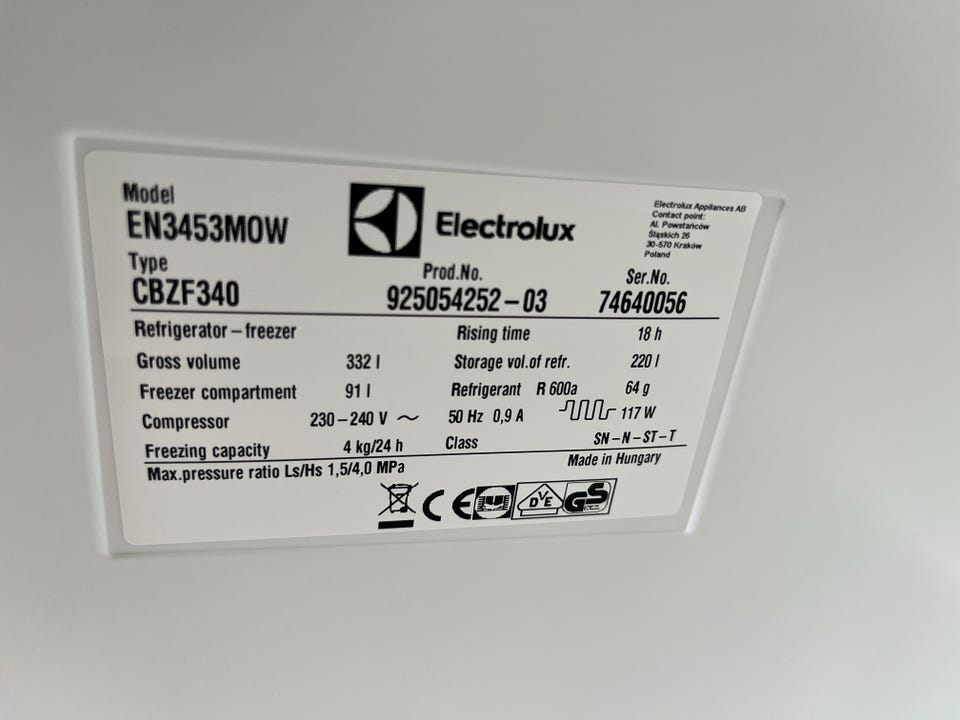 Model
EN3453MOW
Type
CBZF340
Electrolux
Electrolux Appliances AB
Contact point:
Al. Powstańców
Śląskich 26
30-570 Kraków
Poland
Prod.No.
925054252-03
Ser.No.
74640056
Refrigerator-freezer
Rising time 18 h
Gross volume 332 l
Storage vol.of refr. 220 l
Freezer compartment 91 l
Refrigerant R 600a 64 g
Compressor 230-240 V ~ 50 Hz 0,9 A 117 W
Freezing capacity 4 kg/24 h
Class SN-N-ST-T
Max.pressure ratio Ls/Hs 1,5/4,0 MPa
Made in Hungary
CE DVE GS